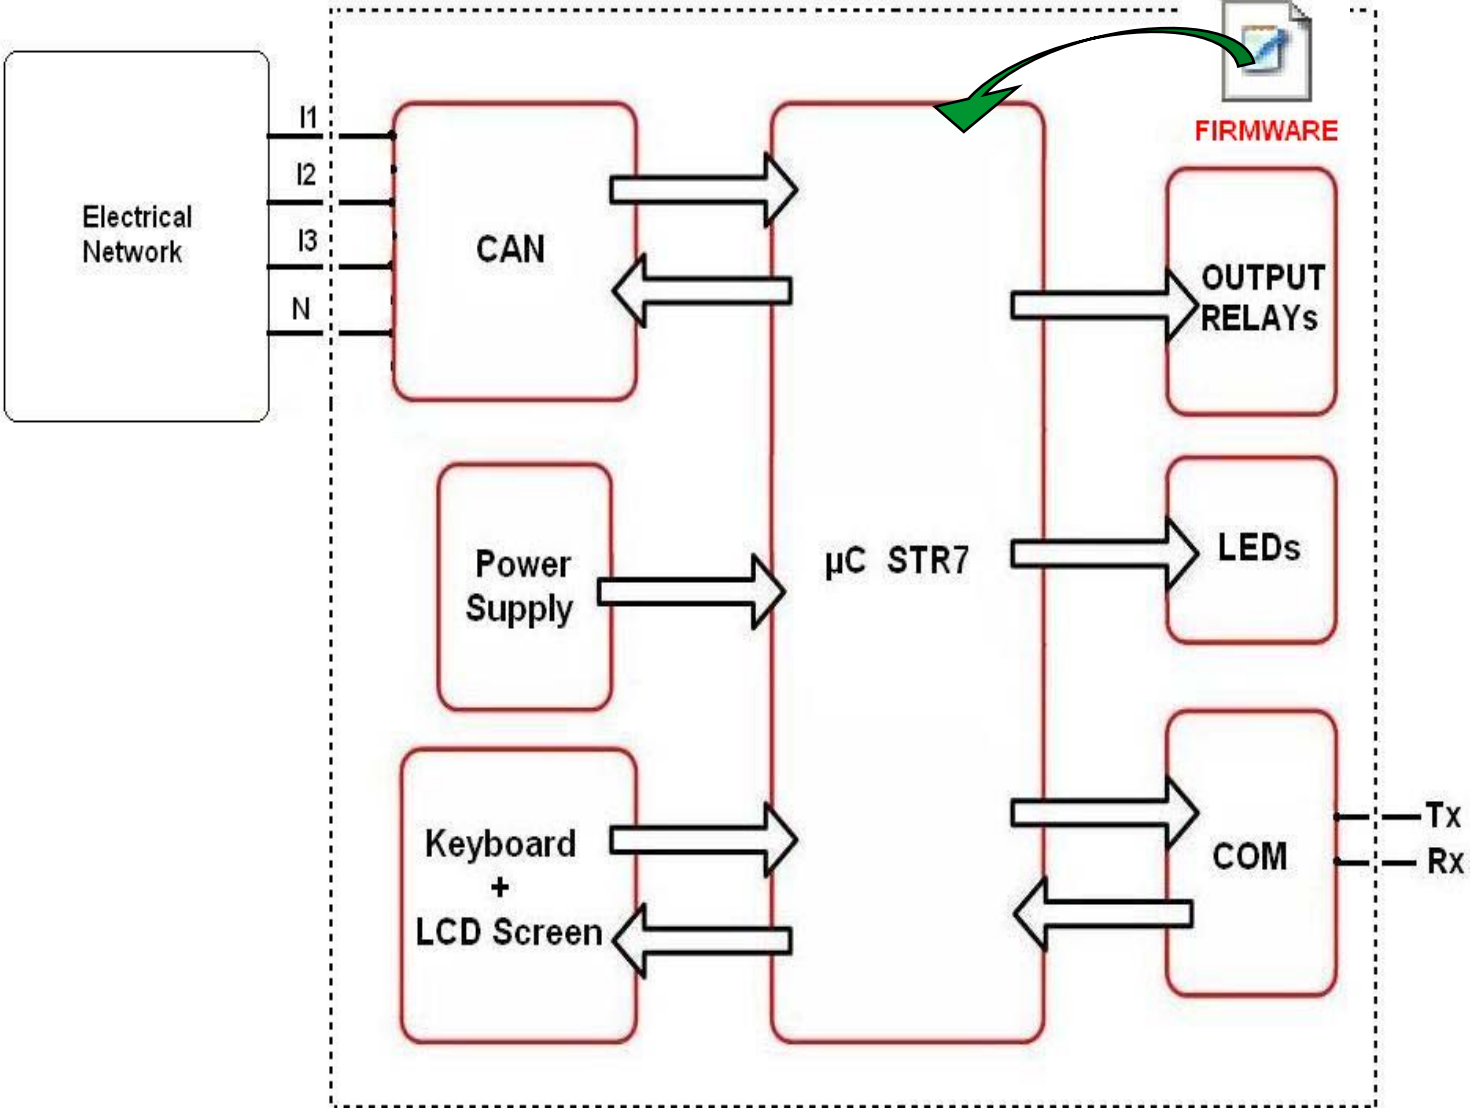 FIRMWARE
I1
I2
I3
N
Electrical
Network
CAN
OUTPUT
RELAYs
Power
Supply
µC STR7
LEDs
Keyboard
+
LCD Screen
COM
Tx
Rx